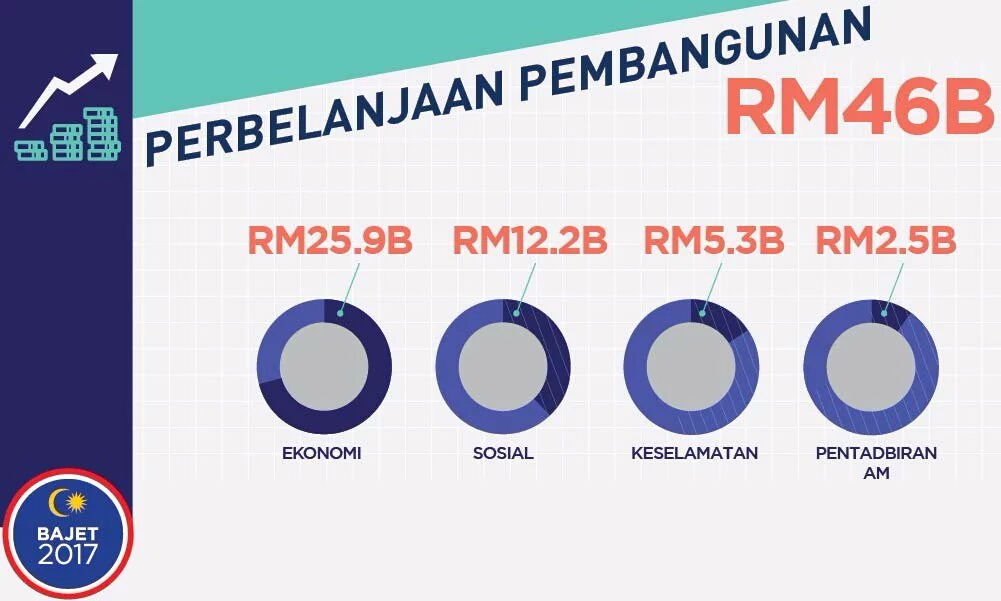 PERBELANJAAN PEMBANGUNAN
RM46B
RM25.9B
RM12.2B
RM5.3B
RM2.5B
EKONOMI
SOSIAL
KESELAMATAN
PENTADBIRAN
AM
BAJET
2017